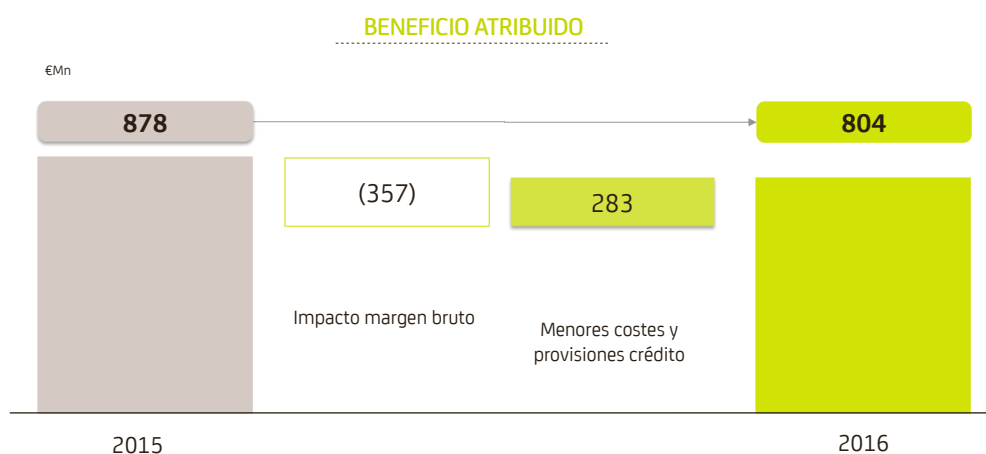 BENEFICIO ATRIBUIDO
€Mn
878
804
(357)
283
Impacto margen bruto
Menores costes y
provisiones crédito
2015
2016